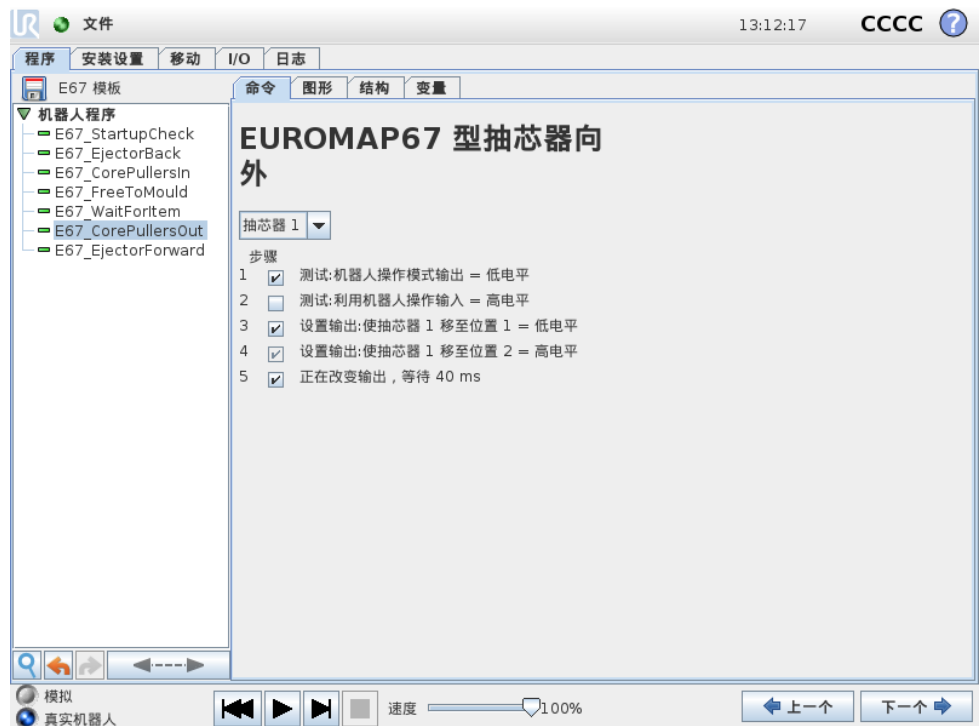 UR 文件 13:12:17 CCCC ?
程序 安装设置 移动 I/O 日志
E67 模板
命令 图形 结构 变量
机器人程序
E67_StartupCheck
E67_EjectorBack
E67_CorePullersIn
E67_FreeToMould
E67_WaitForItem
E67_CorePullersOut
E67_EjectorForward
EUROMAP67 型抽芯器向
外
抽芯器 1
步骤
1 测试:机器人操作模式输出 = 低电平
2 测试:利用机器人操作输入 = 高电平
3 设置输出:使抽芯器 1 移至位置 1 = 低电平
4 设置输出:使抽芯器 1 移至位置 2 = 高电平
5 正在改变输出 , 等待 40 ms
模拟
真实机器人
速度 100%
上一个 下一个